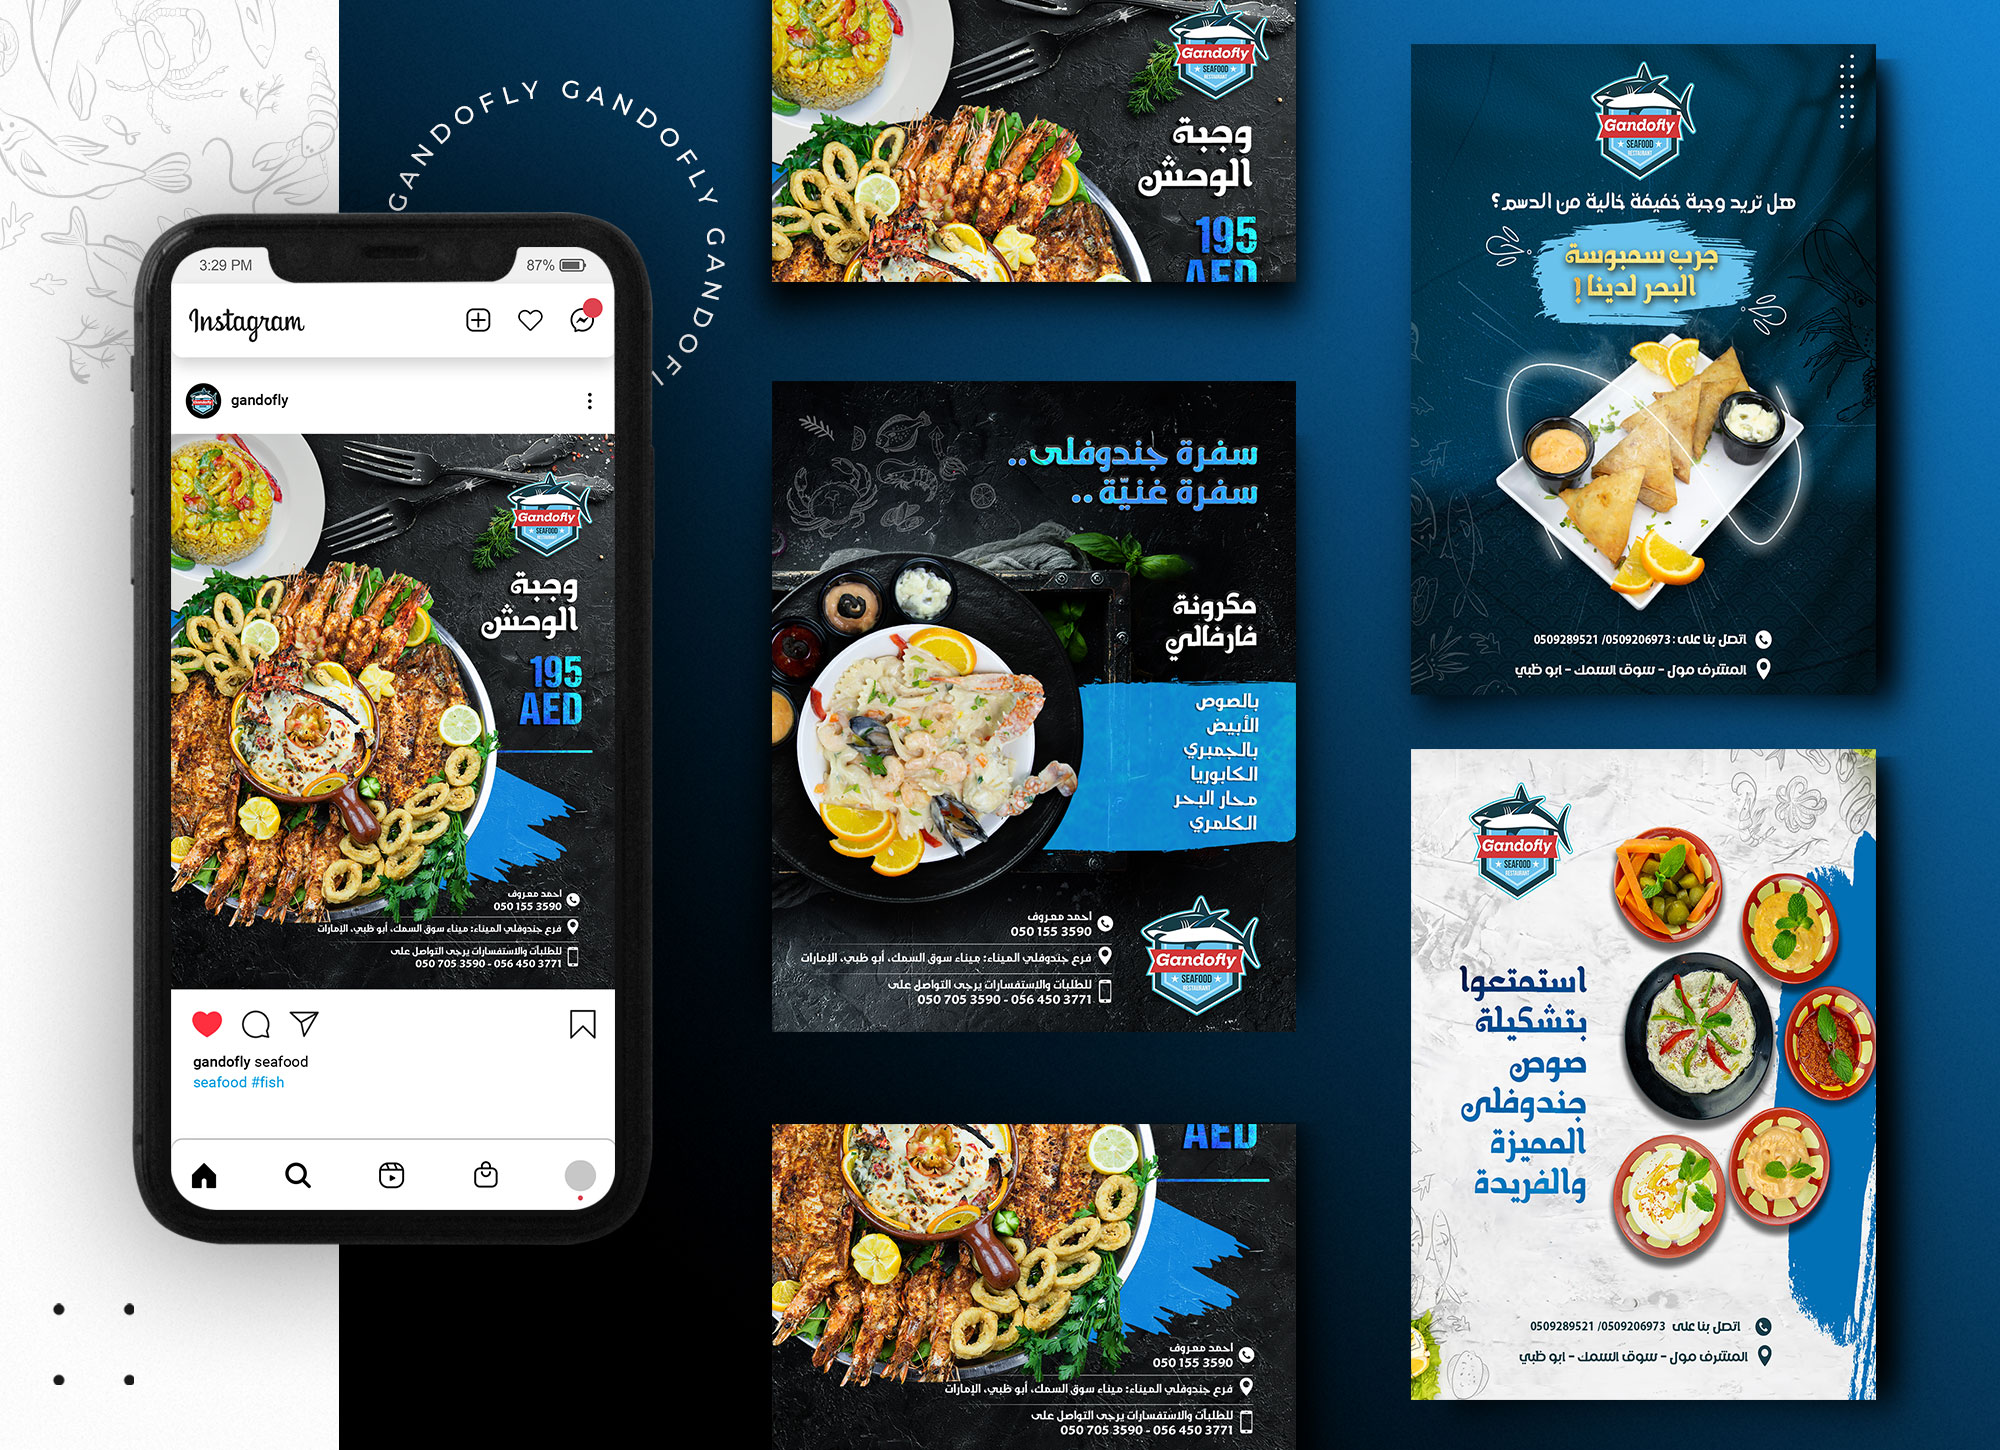 GANDOFLY GANDOFLY GANDOFL
3:29 PM
87%
Instagram
gandofly
Gandofly
SEAFOOD
وجبة
الوحش
195
AED
احمد معروف
050 155 3590
فرع جندوفلي الميناء: ميناء سوق السمك، أبو ظبي، الإمارات
للطلبات والاستفسارات يرجى التواصل على
050 705 3590 - 056 450 3771
gandofly seafood
seafood #fish
Gandofly
SEAFOOD
RESTAURANT
وجبة
الوحش
195
AED
سفرة جندوفلى..
سفرة غنيّة..
مكرونة
فارفالي
بالصوص
الأبيض
بالجمبري
الكابوريا
محار البحر
الكلمري
احمد معروف
050 155 3590
فرع جندوفلي الميناء: ميناء سوق السمك، أبو ظبي، الإمارات
للطلبات والاستفسارات يرجى التواصل على
050 705 3590 - 056 450 3771
Gandofly
SEAFOOD
RESTAURANT
AED
احمد معروف
050 155 3590
فرع جندوفلي الميناء: ميناء سوق السمك، أبو ظبي، الإمارات
للطلبات والاستفسارات يرجى التواصل على
050 705 3590 - 056 450 3771
Gandofly
SEAFOOD
RESTAURANT
هل تريد وجبة خفيفة خالية من الدسم؟
جرب سمبوسة
البحر لدينا !
اتصل بنا على : 0509206973/ 0509289521
المشرف مول - سوق السمك - ابو ظبي
Gandofly
SEAFOOD
RESTAURANT
استمتعوا
بتشكيلة
صوص
جندوفلى
المميزة
والفريدة
اتصل بنا على 0509206973/ 0509289521
المشرف مول - سوق السمك - ابو ظبي